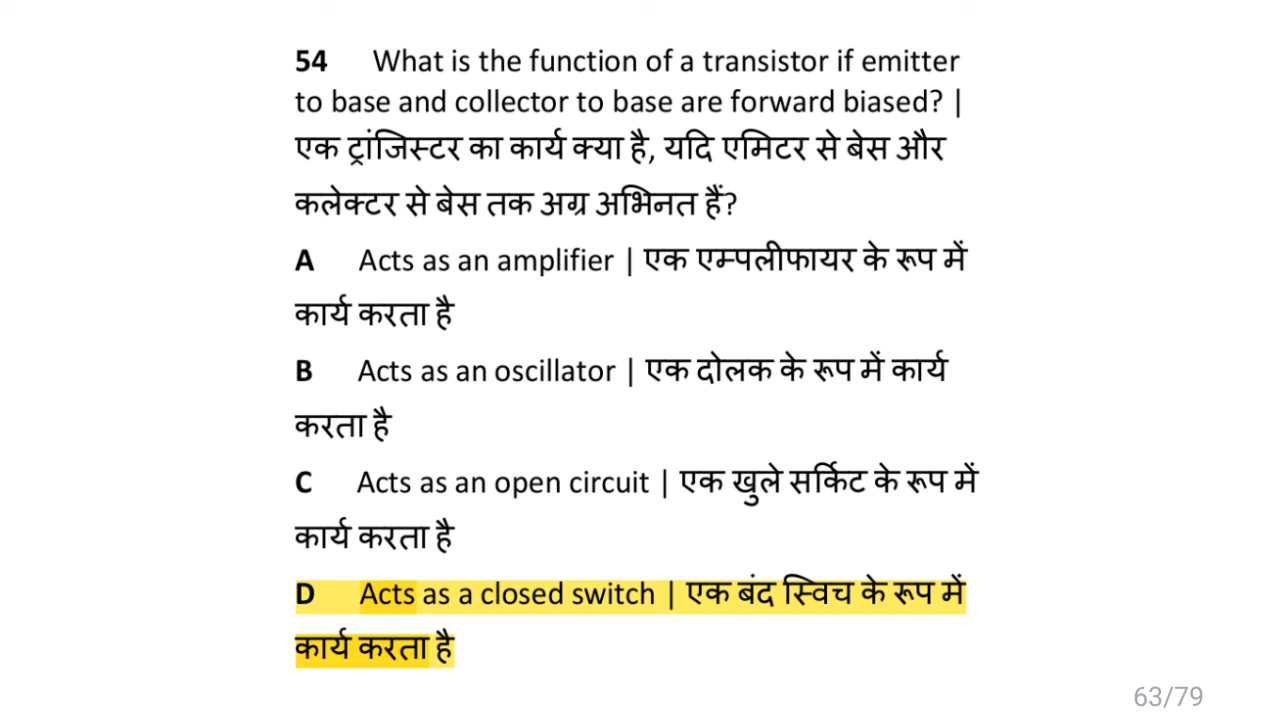 54 What is the function of a transistor if emitter
to base and collector to base are forward biased? |
एक ट्रांजिस्टर का कार्य क्या है, यदि एमिटर से बेस और
कलेक्टर से बेस तक अग्र अभिनत हैं?
A Acts as an amplifier | एक एम्पलीफायर के रूप में
कार्य करता है
B Acts as an oscillator | एक दोलक के रूप में कार्य
करता है
C Acts as an open circuit | एक खुले सर्किट के रूप में
कार्य करता है
D Acts as a closed switch | एक बंद स्विच के रूप में
कार्य करता है
63/79